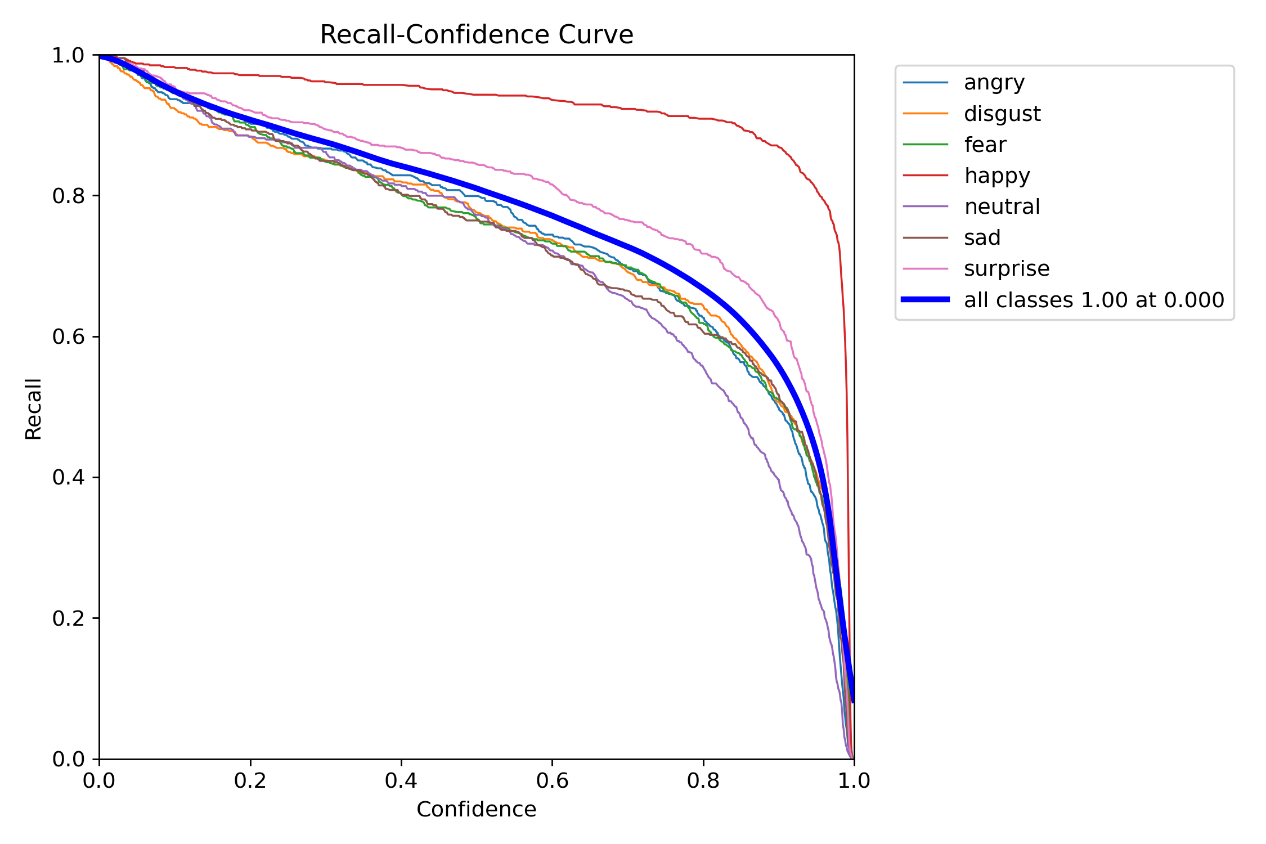 Recall-Confidence Curve
1.0
0.8
0.6
0.4
0.2
0.0
Recall
0.0 0.2 0.4 0.6 0.8 1.0
Confidence
angry
disgust
fear
happy
neutral
sad
surprise
all classes 1.00 at 0.000